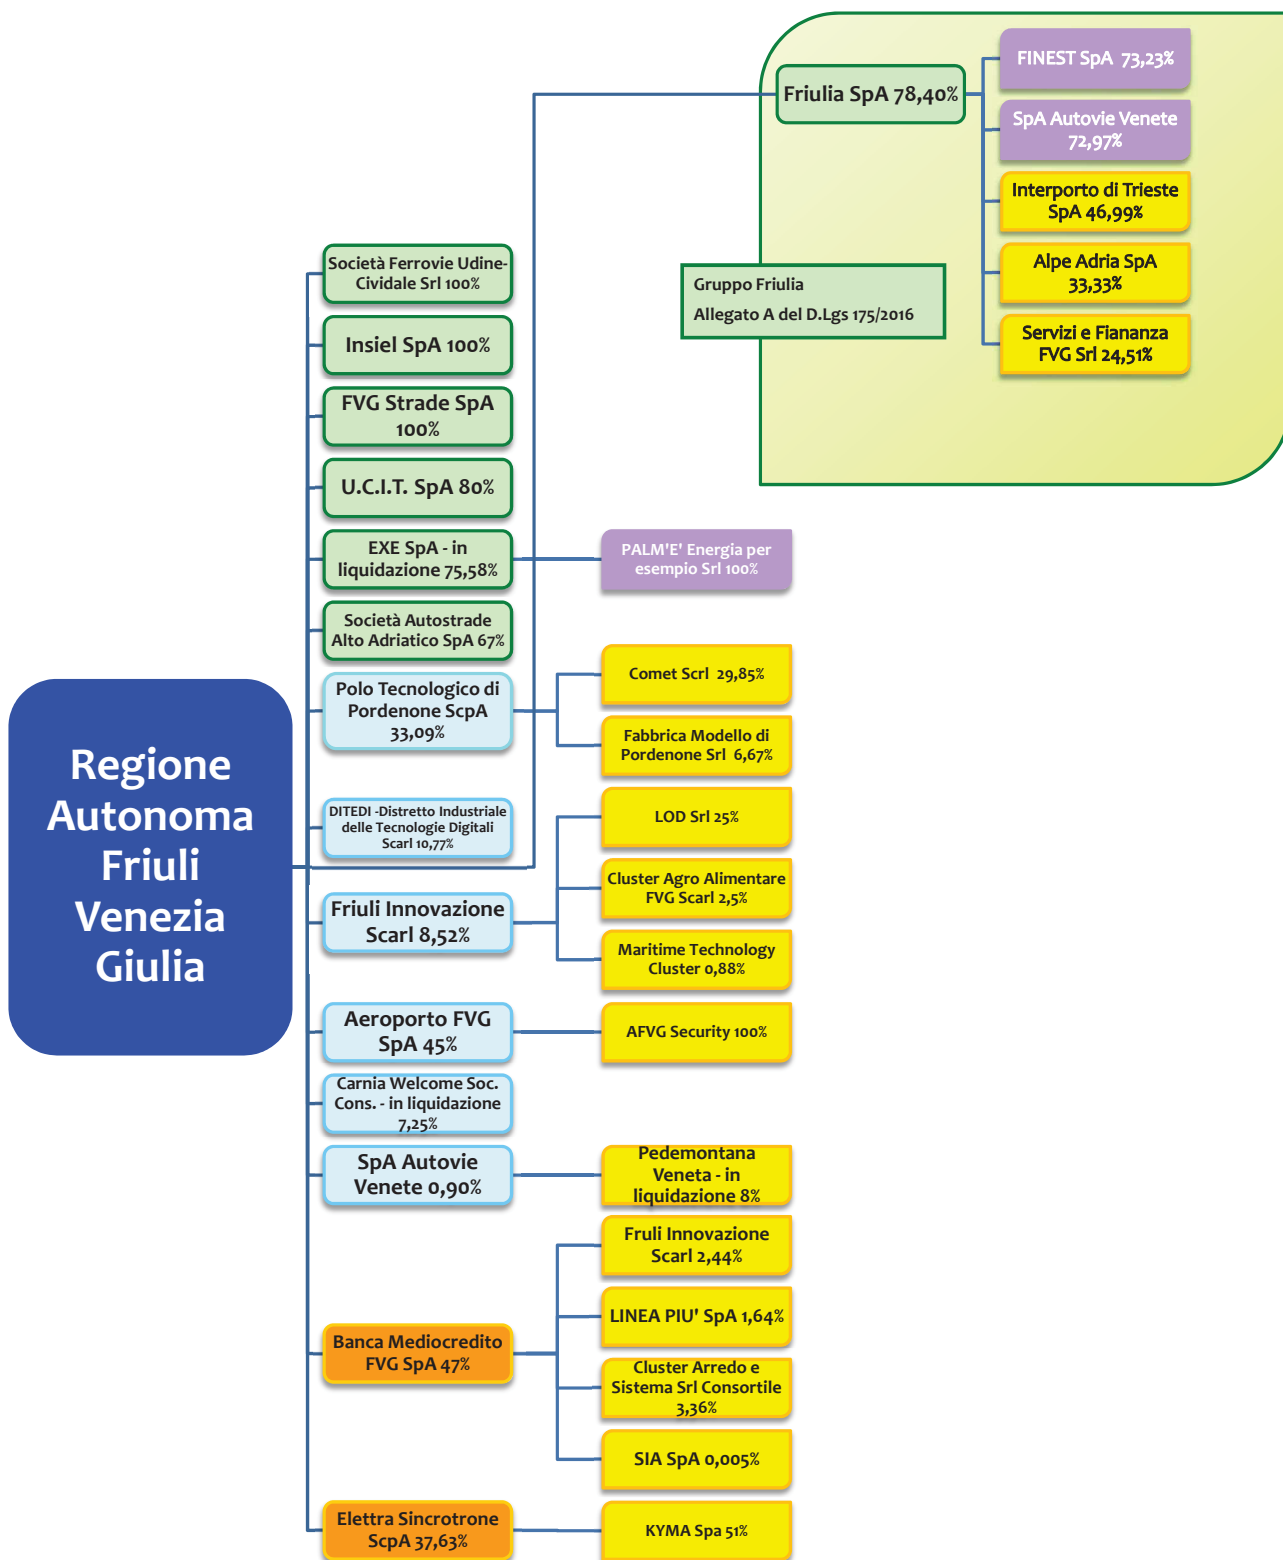 Regione
Autonoma
Friuli
Venezia
Giulia
Friulia SpA 78,40%
FINEST SpA 73,23%
SpA Autovie Venete
72,97%
Interporto di Trieste
SpA 46,99%
Alpe Adria SpA
33,33%
Servizi e Fiananza
FVG Srl 24,51%
Gruppo Friulia
Allegato A del D.Lgs 175/2016
Società Ferrovie Udine-
Cividale Srl 100%
Insiel SpA 100%
FVG Strade SpA
100%
U.C.I.T. SpA 80%
EXE SpA - in
liquidazione 75,58%
PALM'E' Energia per
esempio Srl 100%
Società Autostrade
Alto Adriatico SpA 67%
Polo Tecnologico di
Pordenone ScpA
33,09%
Comet Scrl 29,85%
Fabbrica Modello di
Pordenone Srl 6,67%
DITEDI -Distretto Industriale
delle Tecnologie Digitali
Scarl 10,77%
Friuli Innovazione
Scarl 8,52%
LOD Srl 25%
Cluster Agro Alimentare
FVG Scarl 2,5%
Maritime Technology
Cluster 0,88%
Aeroporto FVG
SpA 45%
AFVG Security 100%
Carnia Welcome Soc.
Cons. - in liquidazione
7,25%
SpA Autovie
Venete 0,90%
Pedemontana
Veneta - in
liquidazione 8%
Banca Mediocredito
FVG SpA 47%
Fruli Innovazione
Scarl 2,44%
LINEA PIU' SpA 1,64%
Cluster Arredo e
Sistema Srl Consortile
3,36%
SIA SpA 0,005%
Elettra Sincrotrone
ScpA 37,63%
KYMA Spa 51%